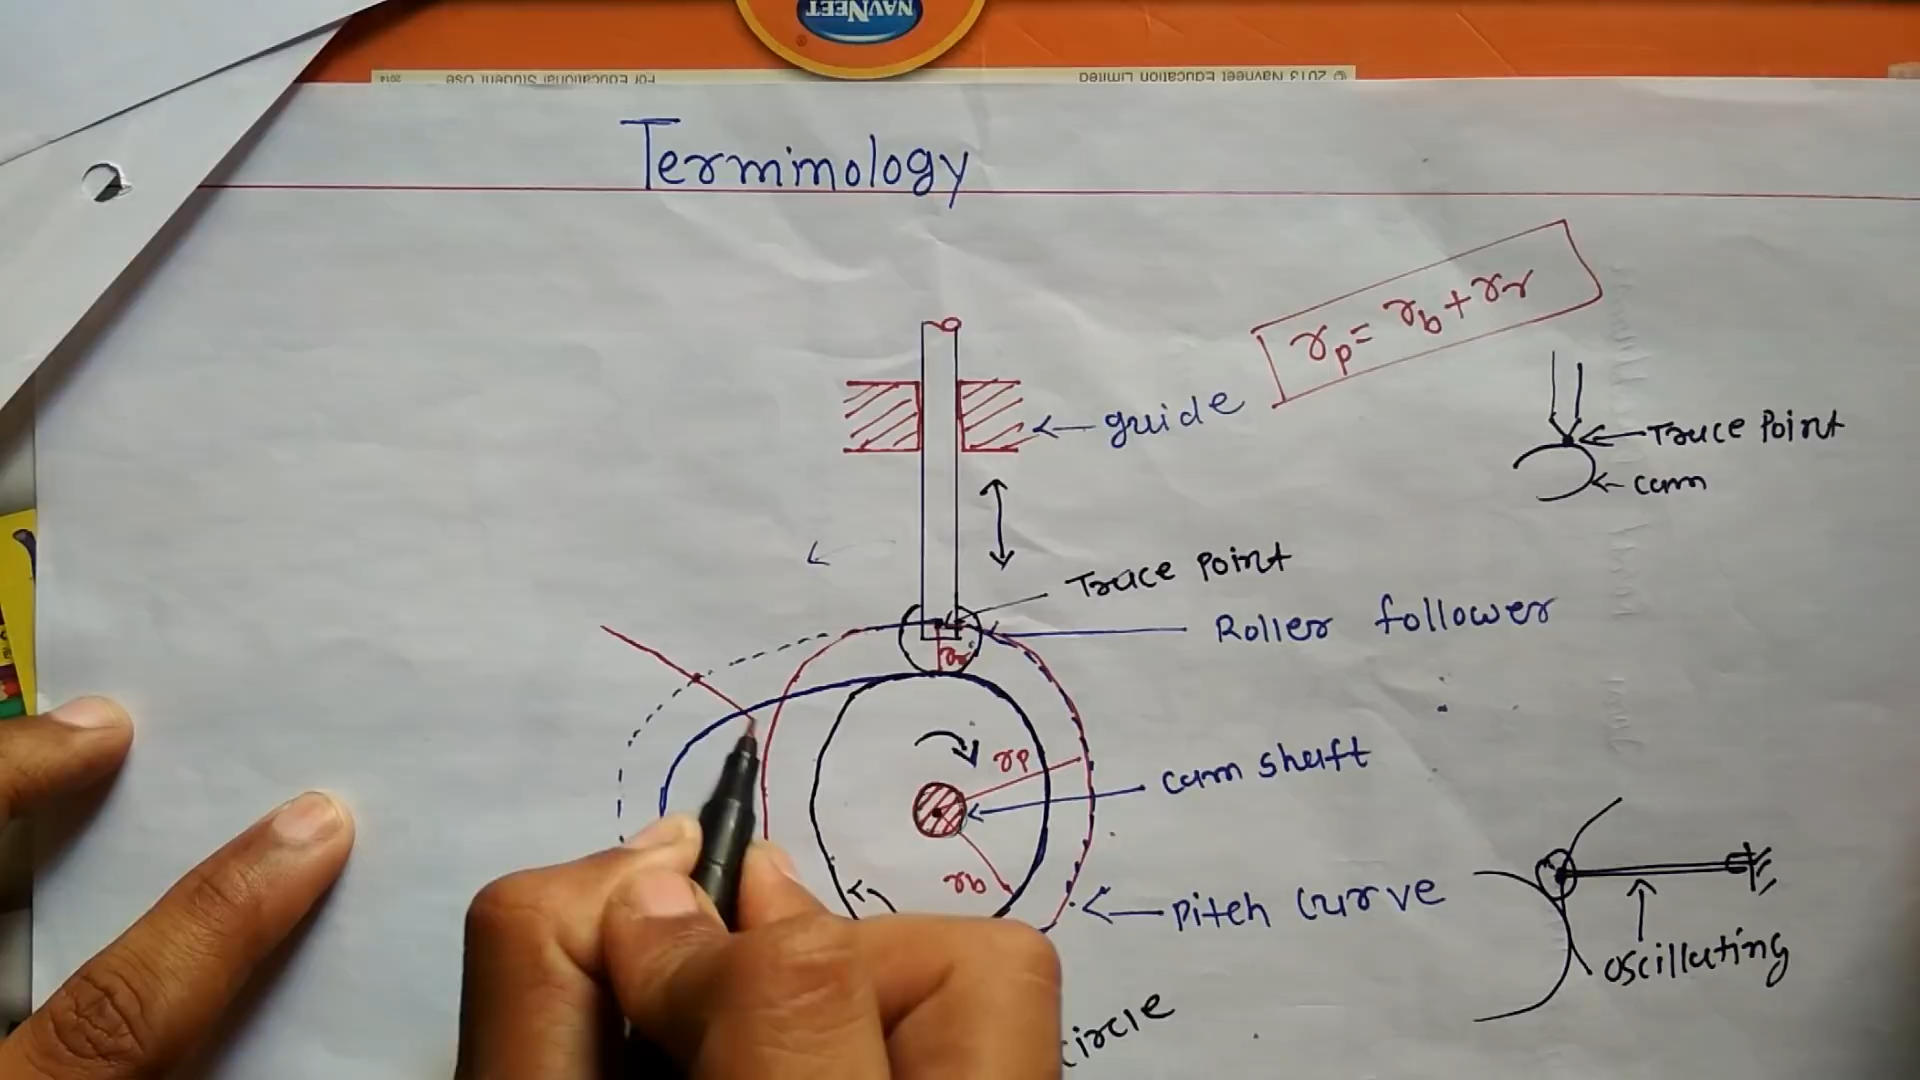 NAVNEET
®
For Educational Student Use
2014
© 2013 Navneet Education Limited
Terminology
rp = rb + rr
guide
Trace Point
cam
Trace point
Roller follower
rr
rp
cam shaft
rb
Pitch curve
oscillating
circle